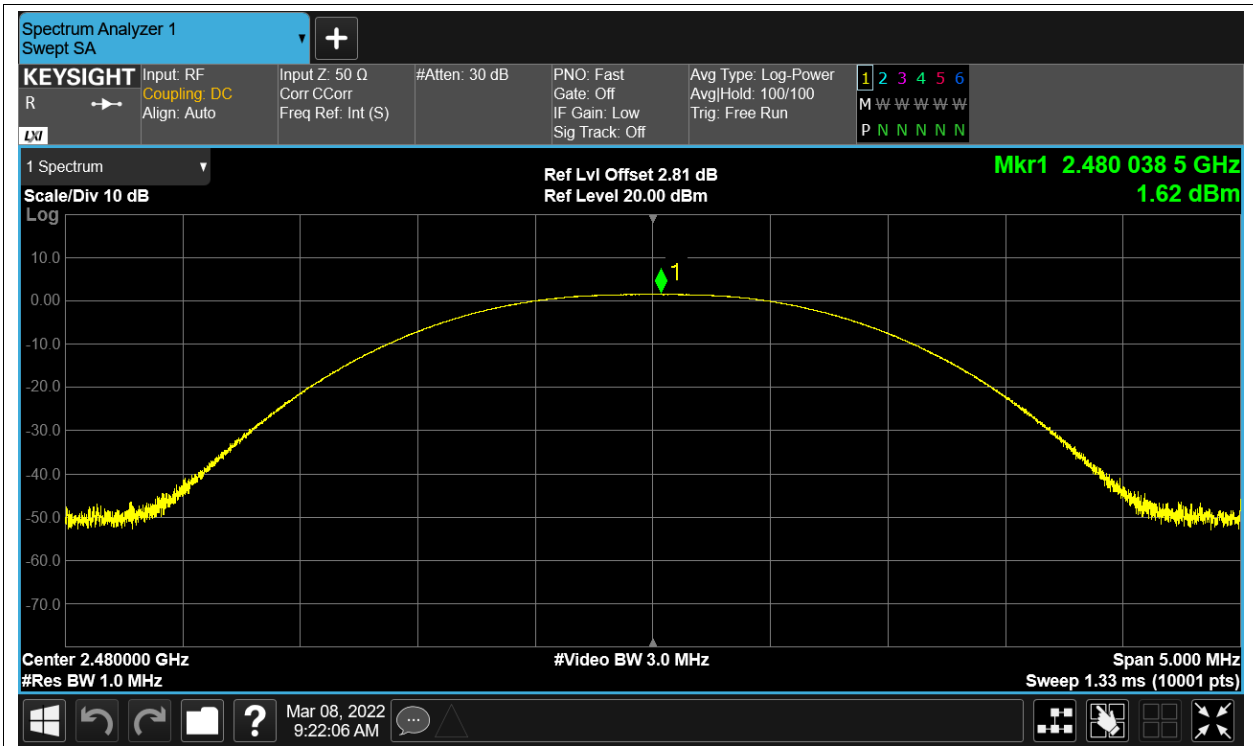 Spectrum Analyzer 1
Swept SA
KEYSIGHT
R
LXI
Input: RF
Coupling: DC
Align: Auto
Input Z: 50 Ω
Corr CCorr
Freq Ref: Int (S)
#Atten: 30 dB
PNO: Fast
Gate: Off
IF Gain: Low
Sig Track: Off
Avg Type: Log-Power
Avg|Hold: 100/100
Trig: Free Run
1 2 3 4 5 6
M W W W W W W
P N N N N N N
1 Spectrum
Scale/Div 10 dB
Log
Ref Lvl Offset 2.81 dB
Ref Level 20.00 dBm
Mkr1 2.480 038 5 GHz
1.62 dBm
1
10.0
0.00
-10.0
-20.0
-30.0
-40.0
-50.0
-60.0
-70.0
Center 2.480000 GHz
#Res BW 1.0 MHz
#Video BW 3.0 MHz
Span 5.000 MHz
Sweep 1.33 ms (10001 pts)
?
Mar 08, 2022
9:22:06 AM